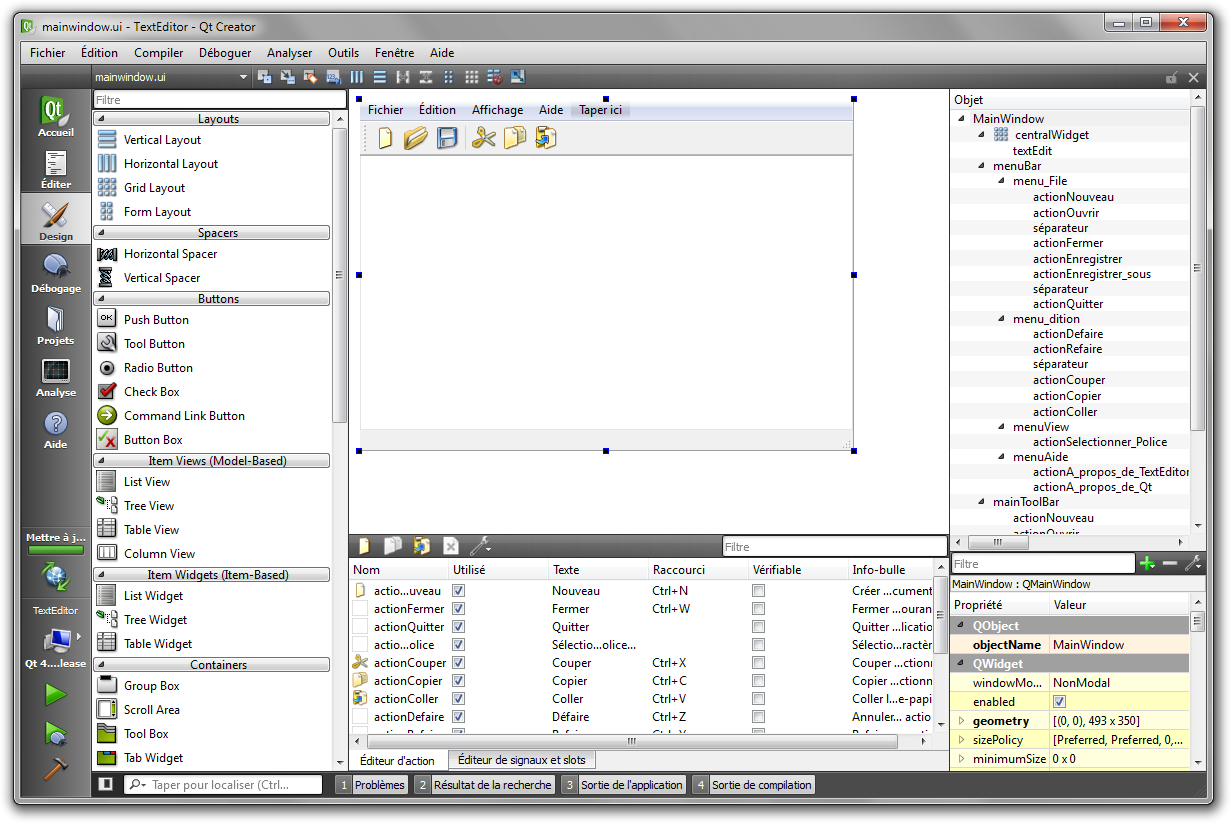 mainwindow.ui - TextEditor - Qt Creator
Fichier Édition Compiler Déboguer Analyser Outils Fenêtre Aide
mainwindow.ui
Accueil
Éditer
Design
Débogage
Projets
Analyse
Aide
Mettre à j...
TextEditor
Qt 4....lease
Filtre
Layouts
Vertical Layout
Horizontal Layout
Grid Layout
Form Layout
Spacers
Horizontal Spacer
Vertical Spacer
Buttons
OK Push Button
Tool Button
Radio Button
Check Box
Command Link Button
Button Box
Item Views (Model-Based)
List View
Tree View
Table View
Column View
Item Widgets (Item-Based)
List Widget
Tree Widget
Table Widget
Containers
Group Box
Scroll Area
Tool Box
Tab Widget
Fichier Édition Affichage Aide Taper ici
Filtre
Nom Utilisé Texte Raccourci Vérifiable Info-bulle
actio...uveau Nouveau Ctrl+N Créer ...cument
actionFermer Fermer Ctrl+W Fermer ...ouran
actionQuitter Quitter Quitter ...licatio
actio...olice Sélectio...olice... Sélectio...ractèr
actionCouper Couper Ctrl+X Couper ...ctionn
actionCopier Copier Ctrl+C Copier ...ctionn
actionColler Coller Ctrl+V Coller l...e-papi
actionDefaire Défaire Ctrl+Z Annuler... actio
Éditeur d'action Éditeur de signaux et slots
Objet
MainWindow
centralWidget
textEdit
menuBar
menu_File
actionNouveau
actionOuvrir
séparateur
actionFermer
actionEnregistrer
actionEnregistrer_sous
séparateur
actionQuitter
menu_dition
actionDefaire
actionRefaire
séparateur
actionCouper
actionCopier
actionColler
menuView
actionSelectionner_Police
menuAide
actionA_propos_de_TextEditor
actionA_propos_de_Qt
mainToolBar
actionNouveau
actionOuvrir
Filtre
MainWindow : QMainWindow
Propriété Valeur
QObject
objectName MainWindow
QWidget
windowMo... NonModal
enabled
geometry [(0, 0), 493 x 350]
sizePolicy [Preferred, Preferred, 0,...
minimumSize 0 x 0
Taper pour localiser (Ctrl...
1 Problèmes 2 Résultat de la recherche 3 Sortie de l'application 4 Sortie de compilation